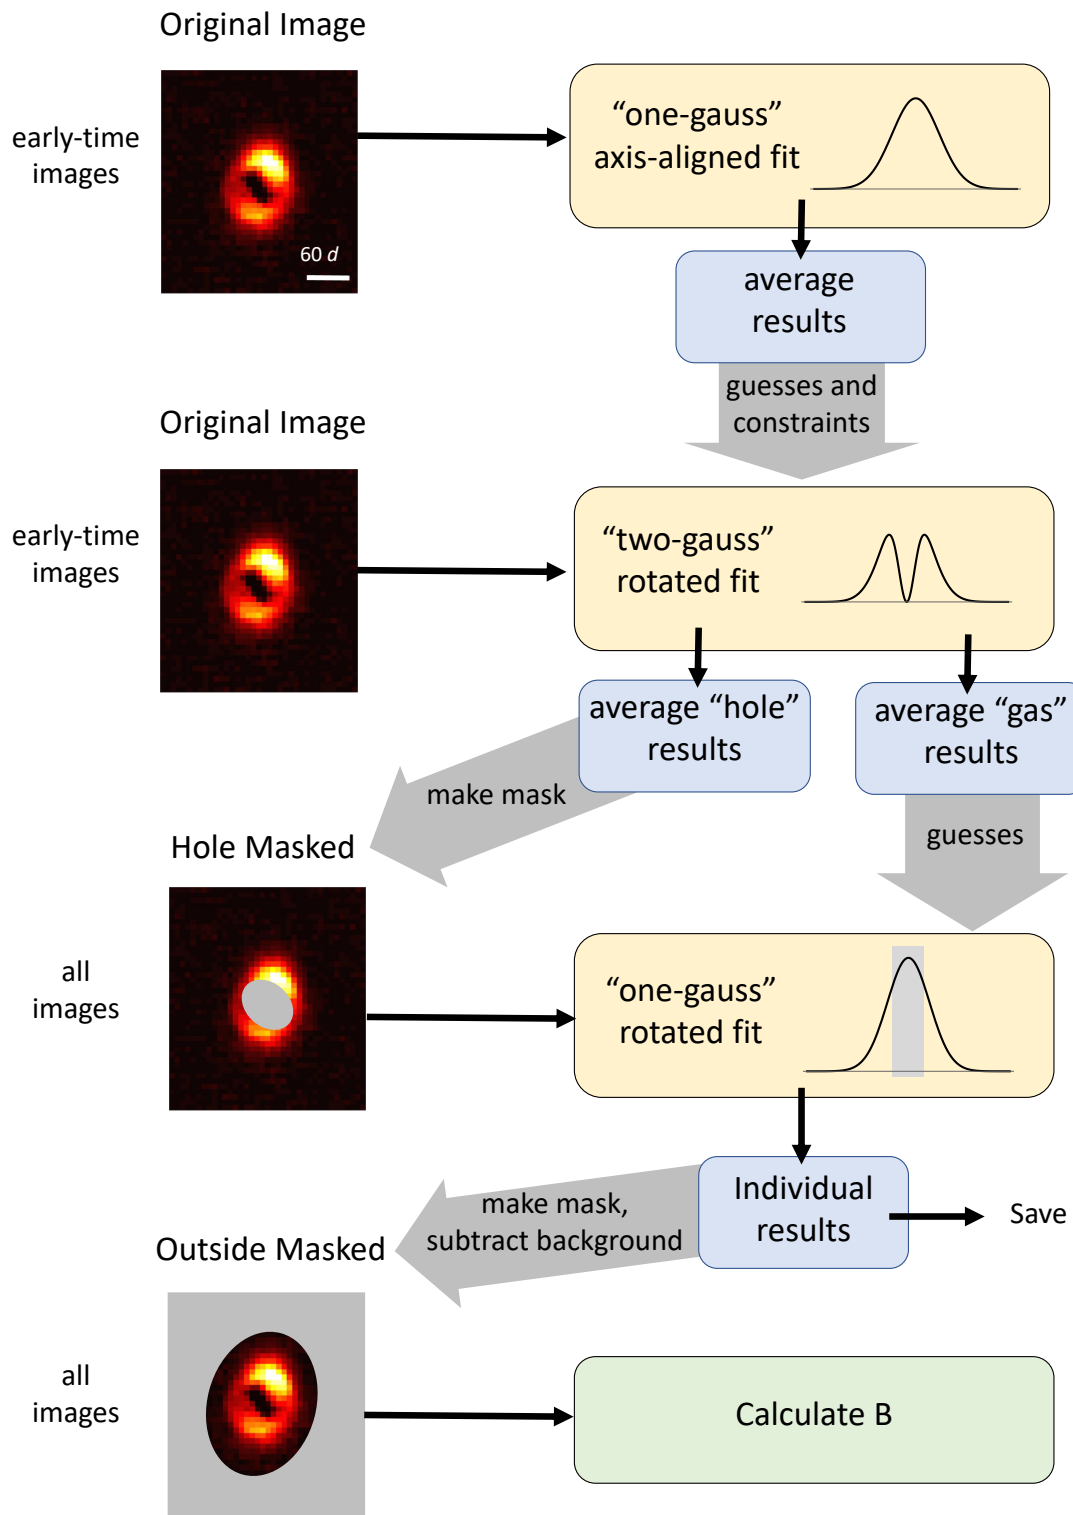 Original Image
early-time
images
60 d
"one-gauss"
axis-aligned fit
average
results
guesses and
constraints
Original Image
early-time
images
"two-gauss"
rotated fit
average "hole"
results
average "gas"
results
make mask
guesses
Hole Masked
all
images
"one-gauss"
rotated fit
Individual
results
Save
make mask,
subtract background
Outside Masked
all
images
Calculate B